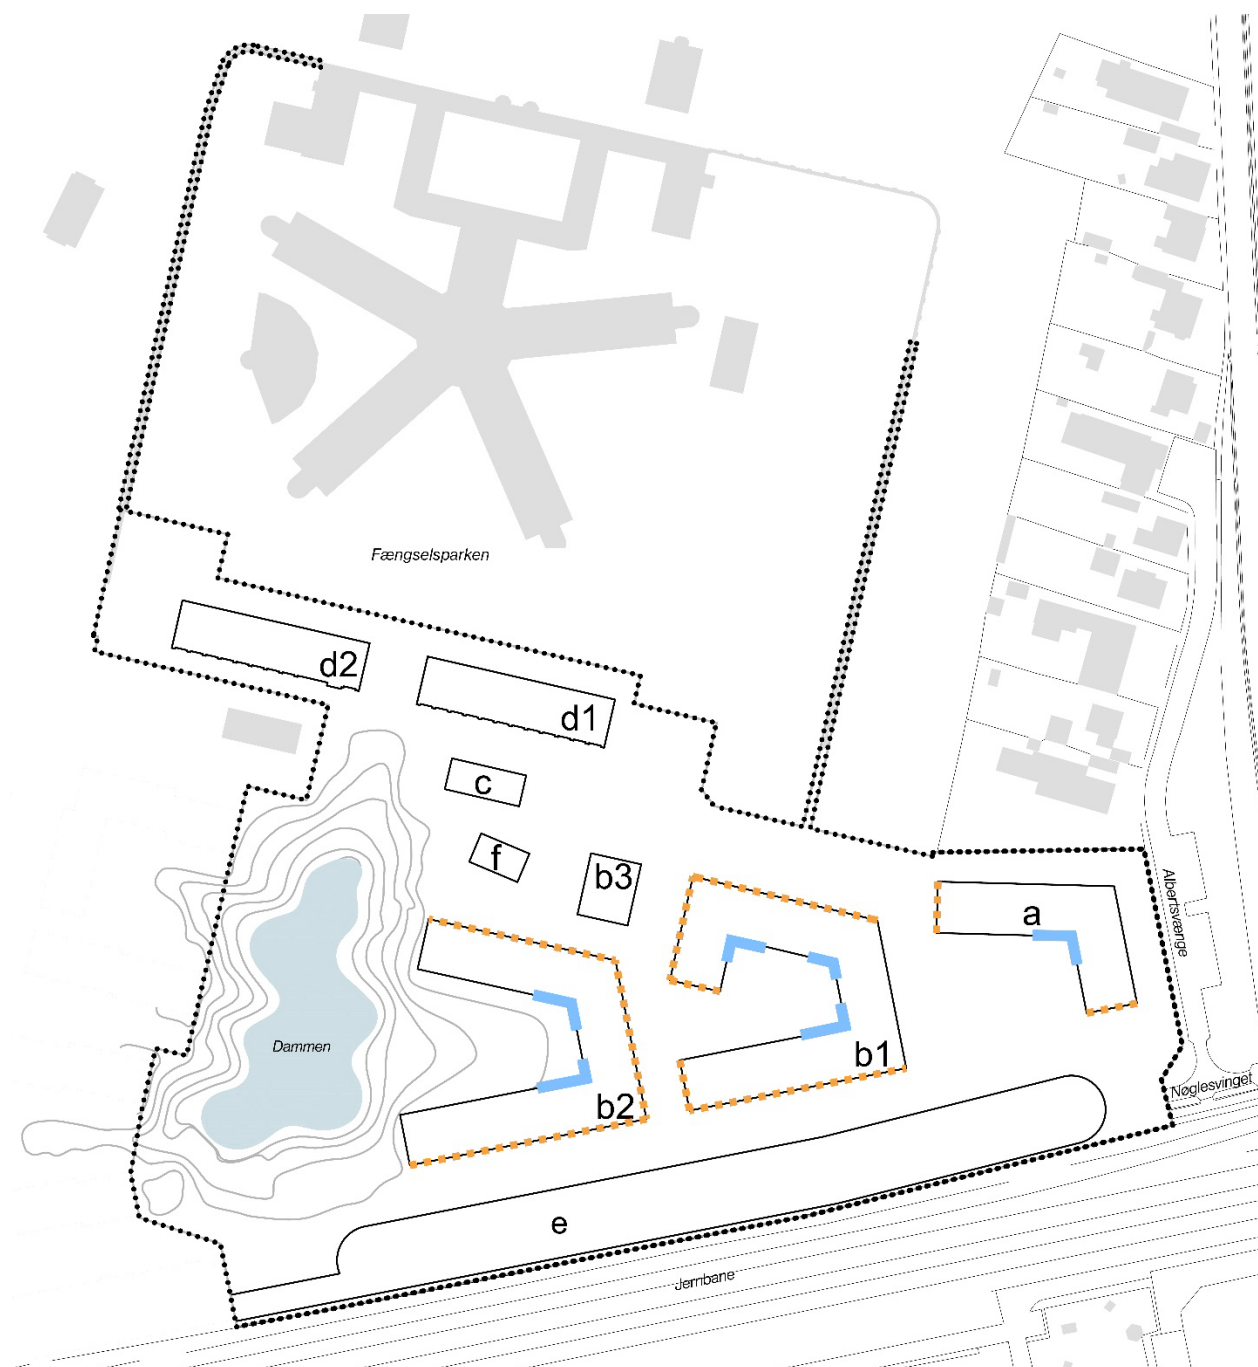 Fængselsparken
d2
d1
c
f
b3
a
Albertsvænge
Dammen
b1
Nøglesvinget
b2
e
Jernbane